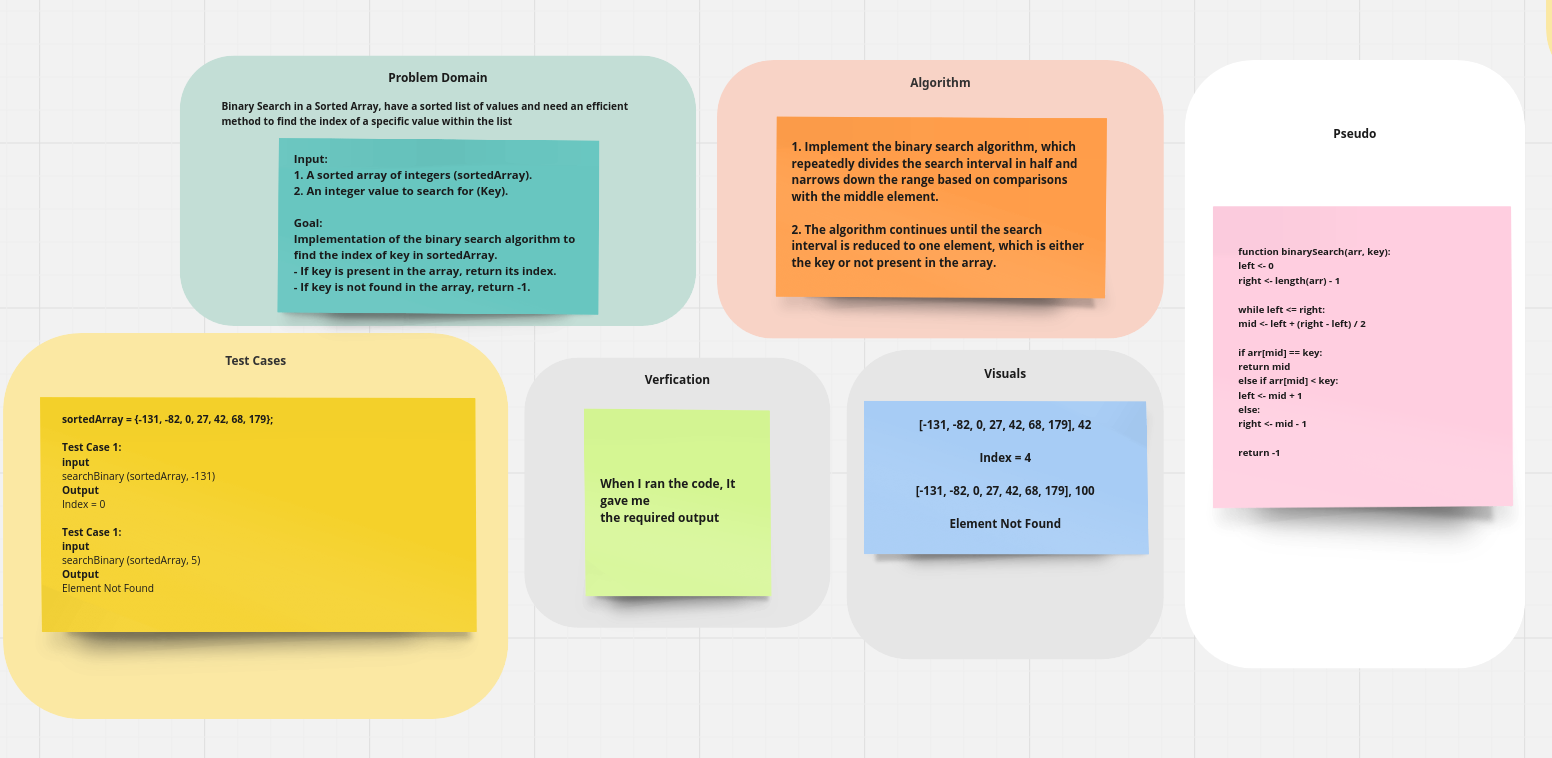 Problem Domain
Binary Search in a Sorted Array, have a sorted list of values and need an efficient
method to find the index of a specific value within the list
Input:
1. A sorted array of integers (sortedArray).
2. An integer value to search for (Key).
Goal:
Implementation of the binary search algorithm to
find the index of key in sortedArray.
- If key is present in the array, return its index.
- If key is not found in the array, return -1.
Algorithm
1. Implement the binary search algorithm, which
repeatedly divides the search interval in half and
narrows down the range based on comparisons
with the middle element.
2. The algorithm continues until the search
interval is reduced to one element, which is either
the key or not present in the array.
Pseudo
function binarySearch(arr, key):
left <- 0
right <- length(arr) - 1
while left <= right:
mid <- left + (right - left) / 2
if arr[mid] == key:
return mid
else if arr[mid] < key:
left <- mid + 1
else:
right <- mid - 1
return -1
Test Cases
sortedArray = {-131, -82, 0, 27, 42, 68, 179};
Test Case 1:
input
searchBinary (sortedArray, -131)
Output
Index = 0
Test Case 1:
input
searchBinary (sortedArray, 5)
Output
Element Not Found
Verfication
When I ran the code, It
gave me
the required output
Visuals
[-131, -82, 0, 27, 42, 68, 179], 42
Index = 4
[-131, -82, 0, 27, 42, 68, 179], 100
Element Not Found